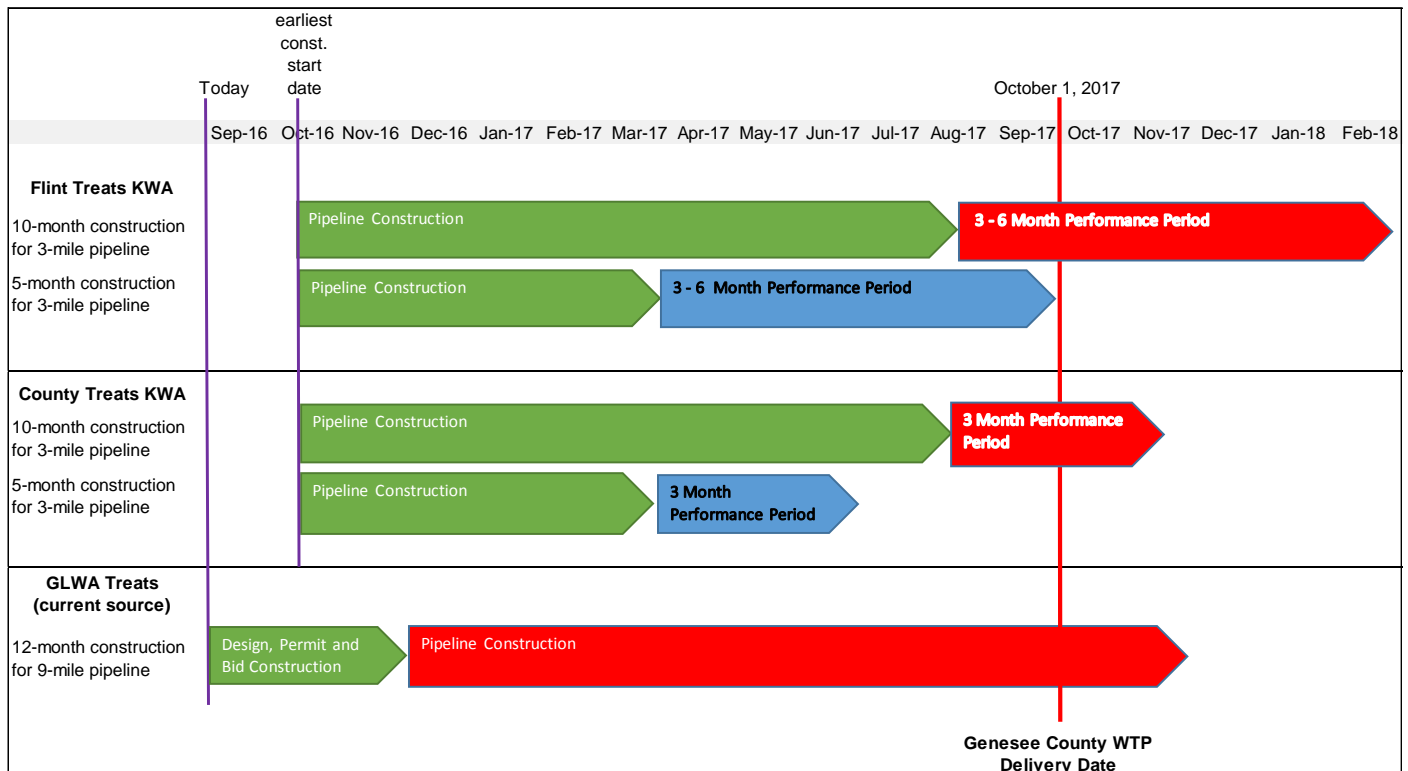 earliest
const.
start
date
Today
October 1, 2017
Sep-16 Oct-16 Nov-16 Dec-16 Jan-17 Feb-17 Mar-17 Apr-17 May-17 Jun-17 Jul-17 Aug-17 Sep-17 Oct-17 Nov-17 Dec-17 Jan-18 Feb-18
Flint Treats KWA
10-month construction
for 3-mile pipeline
Pipeline Construction
3 - 6 Month Performance Period
5-month construction
for 3-mile pipeline
Pipeline Construction
3 - 6 Month Performance Period
County Treats KWA
10-month construction
for 3-mile pipeline
Pipeline Construction
3 Month Performance
Period
5-month construction
for 3-mile pipeline
Pipeline Construction
3 Month
Performance Period
GLWA Treats
(current source)
12-month construction
for 9-mile pipeline
Design, Permit and
Bid Construction
Pipeline Construction
Genesee County WTP
Delivery Date